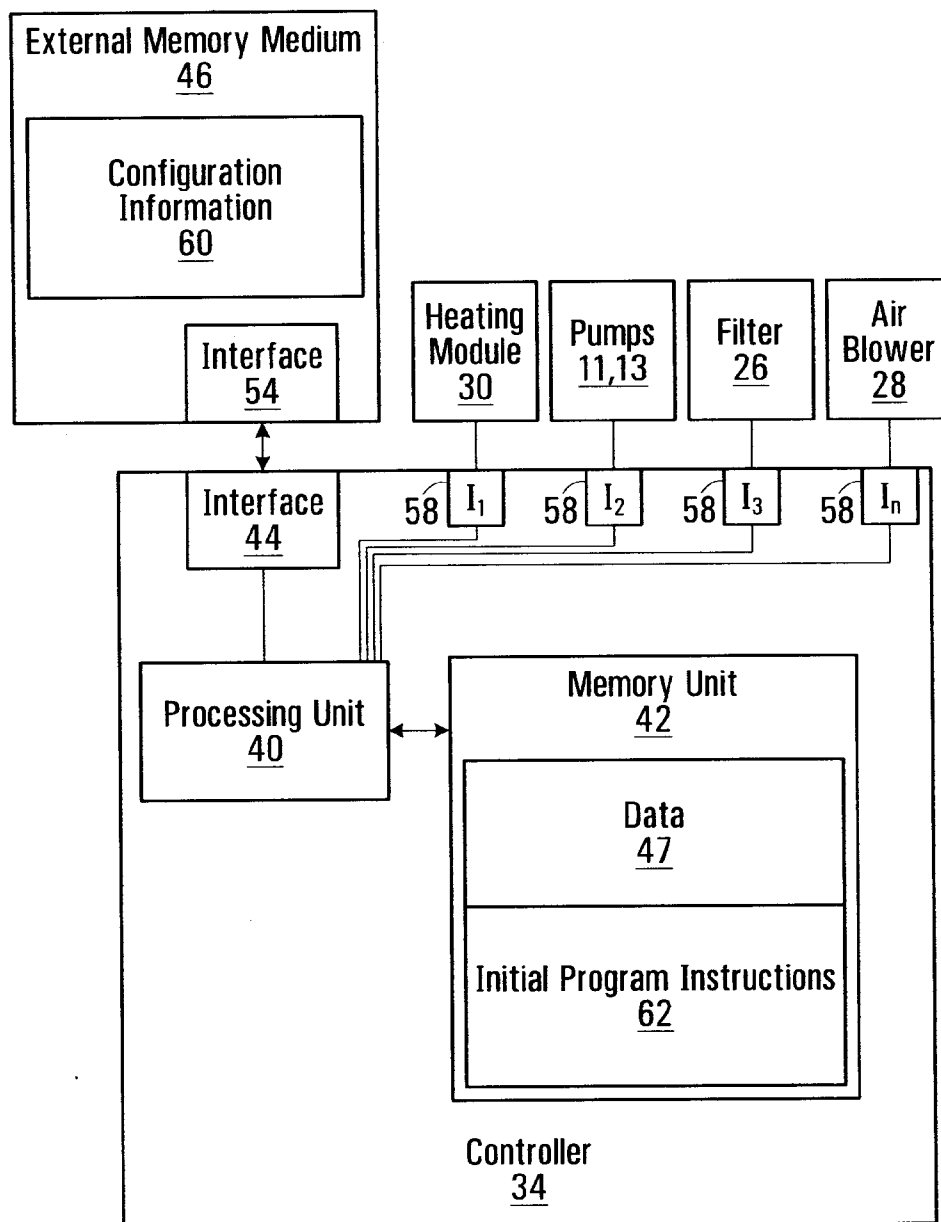 External Memory Medium
46
Configuration
Information
60
Interface
54
Heating
Module
30
Pumps
11,13
Filter
26
Air
Blower
28
Interface
44
58
I1
58
I2
58
I3
58
In
Processing Unit
40
Memory Unit
42
Data
47
Initial Program Instructions
62
Controller
34